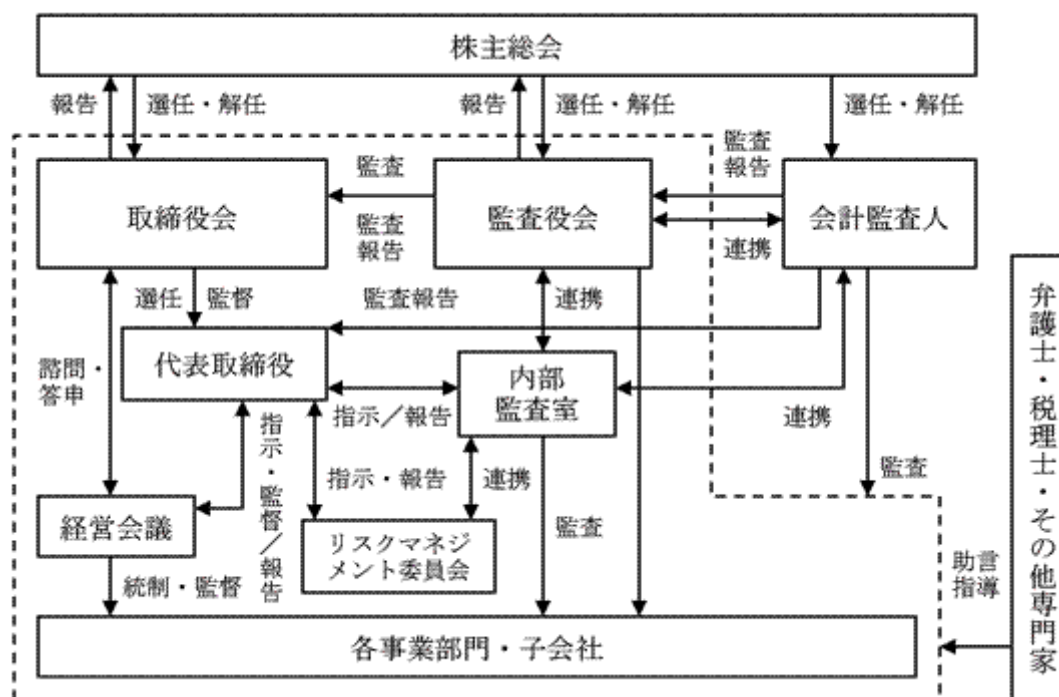 株主総会
報告
選任・解任
報告
選任・解任
選任・解任
監査
監査
報告
取締役会
監査役会
会計監査人
監査
報告
連携
選任
監督
監査報告
連携
代表取締役
内部
監査室
諮問・
答申
指示・監督/報告
指示/報告
連携
指示・報告
連携
監査
経営会議
リスクマネジ
メント委員会
監査
統制・監督
助言
指導
各事業部門・子会社
弁護士・税理士・その他専門家